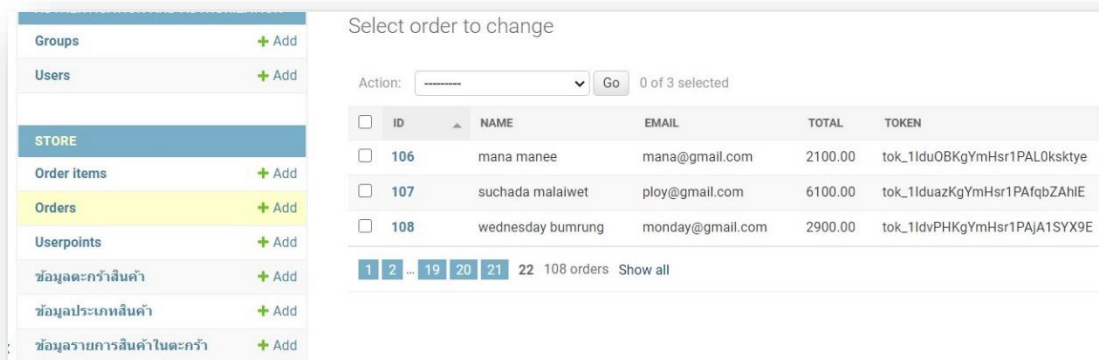 Groups + Add
Users + Add
STORE
Order items + Add
Orders + Add
Userpoints + Add
ข้อมูลตะกร้าสินค้า + Add
ข้อมูลประเภทสินค้า + Add
ข้อมูลรายการสินค้าในตะกร้า + Add
Select order to change
Action: --------- Go 0 of 3 selected
ID NAME EMAIL TOTAL TOKEN
106 mana manee mana@gmail.com 2100.00 tok_1lduOBKgYmHsr1PAL0ksktye
107 suchada malaiwet ploy@gmail.com 6100.00 tok_1lduazKgYmHsr1PAfqbZAhlE
108 wednesday bumrung monday@gmail.com 2900.00 tok_1ldvPHKgYmHsr1PAjA1SYX9E
1 2 ... 19 20 21 22 108 orders Show all